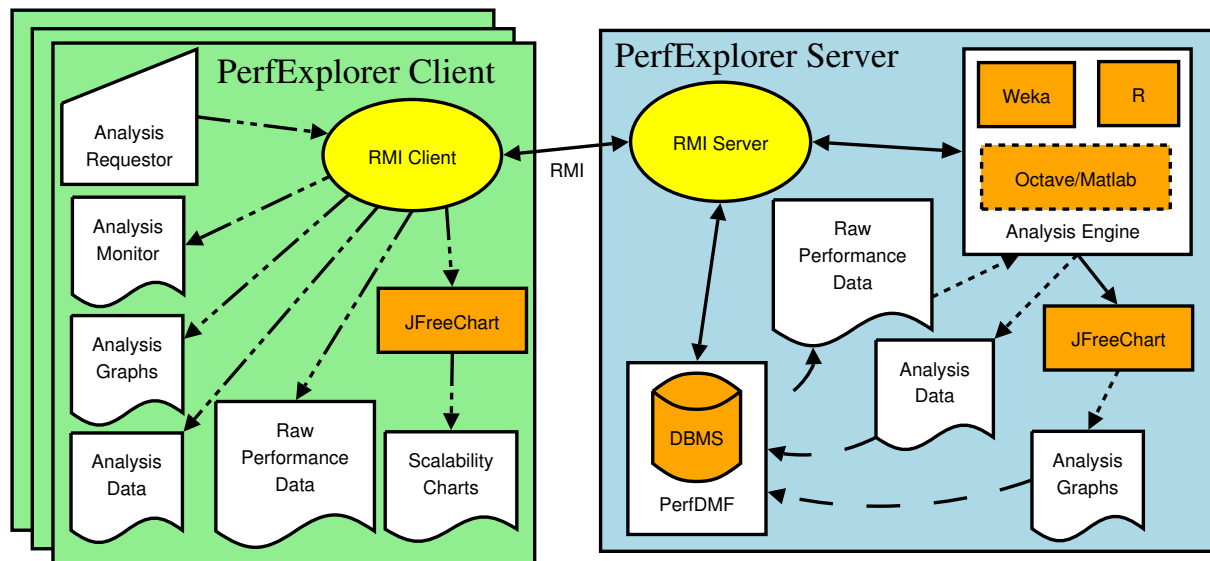 PerfExplorer Client
Analysis
Requestor
RMI Client
Analysis
Monitor
JFreeChart
Analysis
Graphs
Analysis
Data
Raw
Performance
Data
Scalability
Charts
RMI
PerfExplorer Server
RMI Server
Weka
R
Octave/Matlab
Analysis Engine
Raw
Performance
Data
JFreeChart
Analysis
Data
DBMS
PerfDMF
Analysis
Graphs